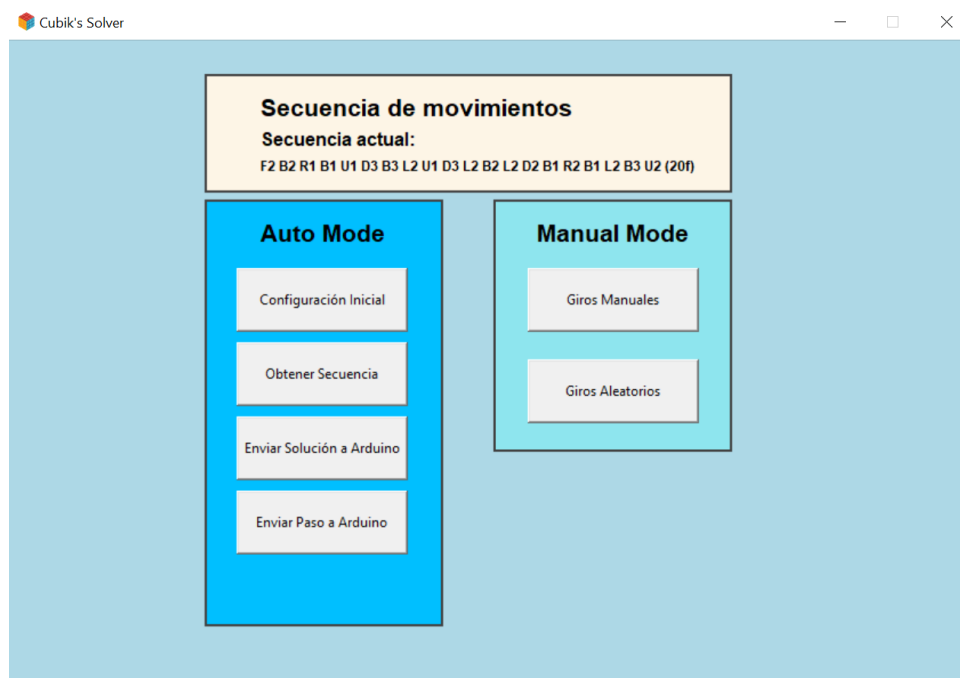 Cubik's Solver
Secuencia de movimientos
Secuencia actual:
F2 B2 R1 B1 U1 D3 B3 L2 U1 D3 L2 B2 L2 D2 B1 R2 B1 L2 B3 U2 (20f)
Auto Mode
Configuración Inicial
Obtener Secuencia
Enviar Solución a Arduino
Enviar Paso a Arduino
Manual Mode
Giros Manuales
Giros Aleatorios